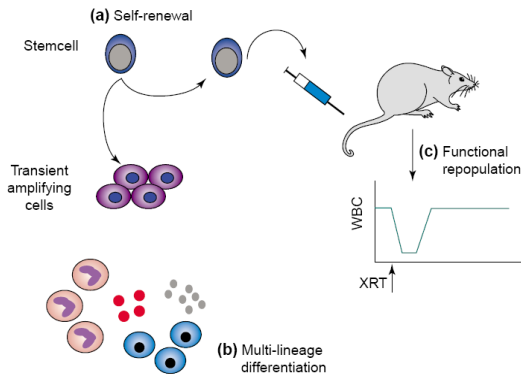 (a) Self-renewal
Stemcell
(c) Functional
repopulation
Transient
amplifying
cells
WBC
XRT
(b) Multi-lineage
differentiation